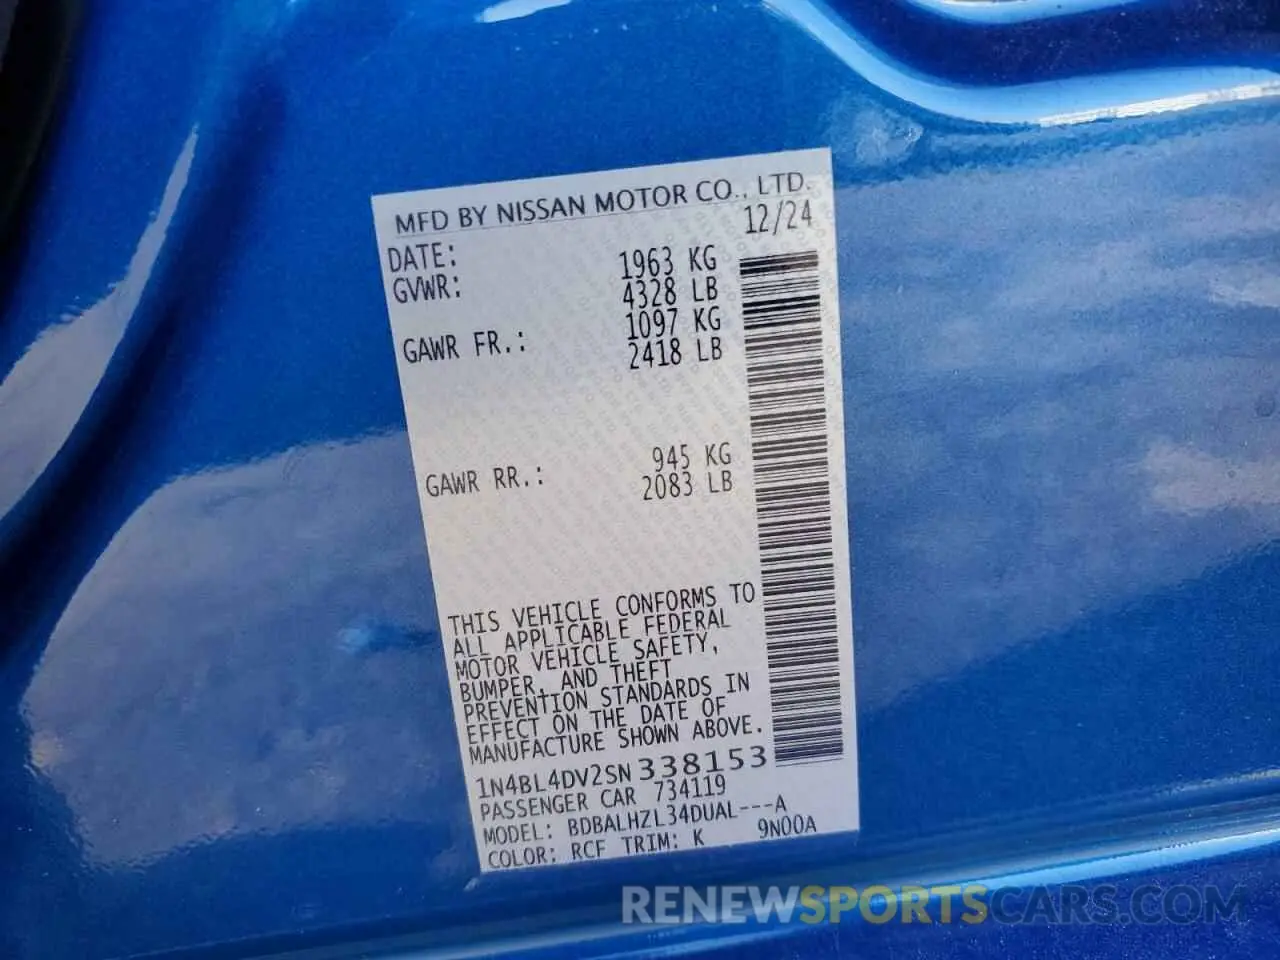 MFD BY NISSAN MOTOR CO., LTD.
DATE: 12/24
GVWR: 1963 KG
4328 LB
GAWR FR.: 1097 KG
2418 LB
GAWR RR.: 945 KG
2083 LB
THIS VEHICLE CONFORMS TO
ALL APPLICABLE FEDERAL
MOTOR VEHICLE SAFETY,
BUMPER, AND THEFT
PREVENTION STANDARDS IN
EFFECT ON THE DATE OF
MANUFACTURE SHOWN ABOVE.
1N4BL4DV2SN338153
PASSENGER CAR 734119
MODEL: BDBALHZL34DUAL---A
COLOR: RCF TRIM: K 9N00A
RENEWSPORTSCARS.COM